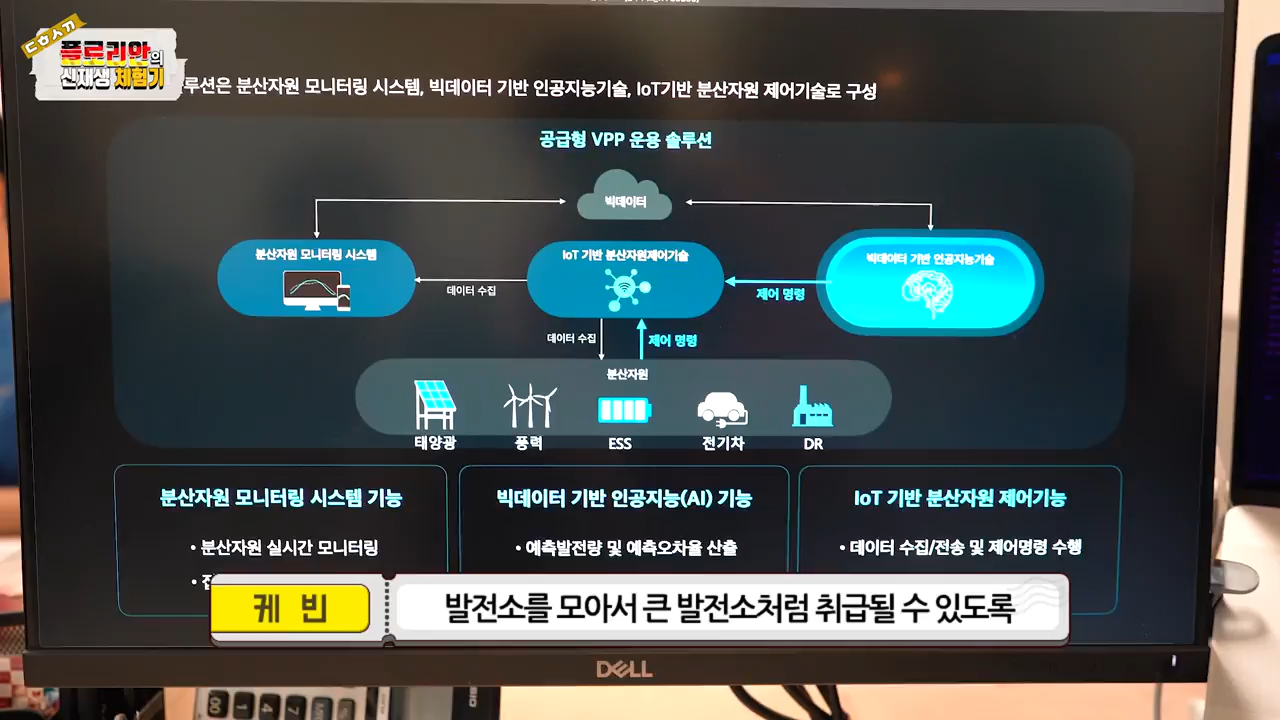 ㄷㅎㅅㄲ
플로리안의
신재생 체험기
루션은 분산자원 모니터링 시스템, 빅데이터 기반 인공지능기술, IoT기반 분산자원 제어기술로 구성
공급형 VPP 운용 솔루션
빅데이터
분산자원 모니터링 시스템
IoT 기반 분산자원제어기술
빅데이터 기반 인공지능기술
데이터 수집
제어 명령
데이터 수집
제어 명령
분산자원
태양광
풍력
ESS
전기차
DR
분산자원 모니터링 시스템 기능
• 분산자원 실시간 모니터링
빅데이터 기반 인공지능(AI) 기능
• 예측발전량 및 예측오차율 산출
IoT 기반 분산자원 제어기능
• 데이터 수집/전송 및 제어명령 수행
케빈
발전소를 모아서 큰 발전소처럼 취급될 수 있도록
DELL
00 1 4 7